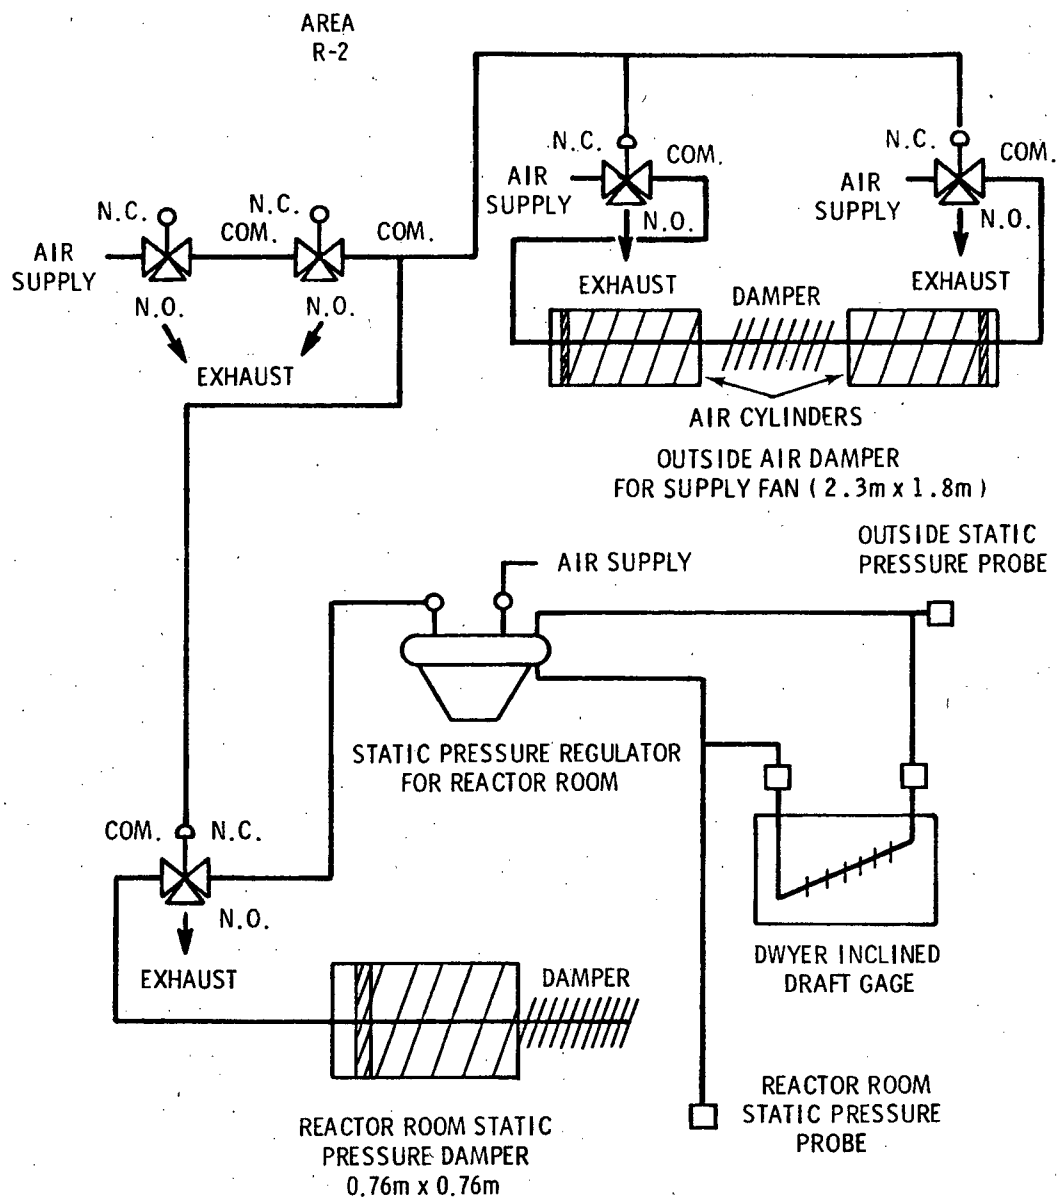 AREA
R-2
N.C.
AIR
SUPPLY
COM.
N.O.
EXHAUST
N.C.
AIR
SUPPLY
COM.
N.O.
EXHAUST
N.C.
COM.
N.C.
COM.
AIR
SUPPLY
N.O.
N.O.
EXHAUST
DAMPER
AIR CYLINDERS
OUTSIDE AIR DAMPER
FOR SUPPLY FAN (2.3m x 1.8m)
OUTSIDE STATIC
PRESSURE PROBE
AIR SUPPLY
STATIC PRESSURE REGULATOR
FOR REACTOR ROOM
COM.
N.C.
N.O.
EXHAUST
DWYER INCLINED
DRAFT GAGE
DAMPER
REACTOR ROOM
STATIC PRESSURE
PROBE
REACTOR ROOM STATIC
PRESSURE DAMPER
0.76m x 0.76m